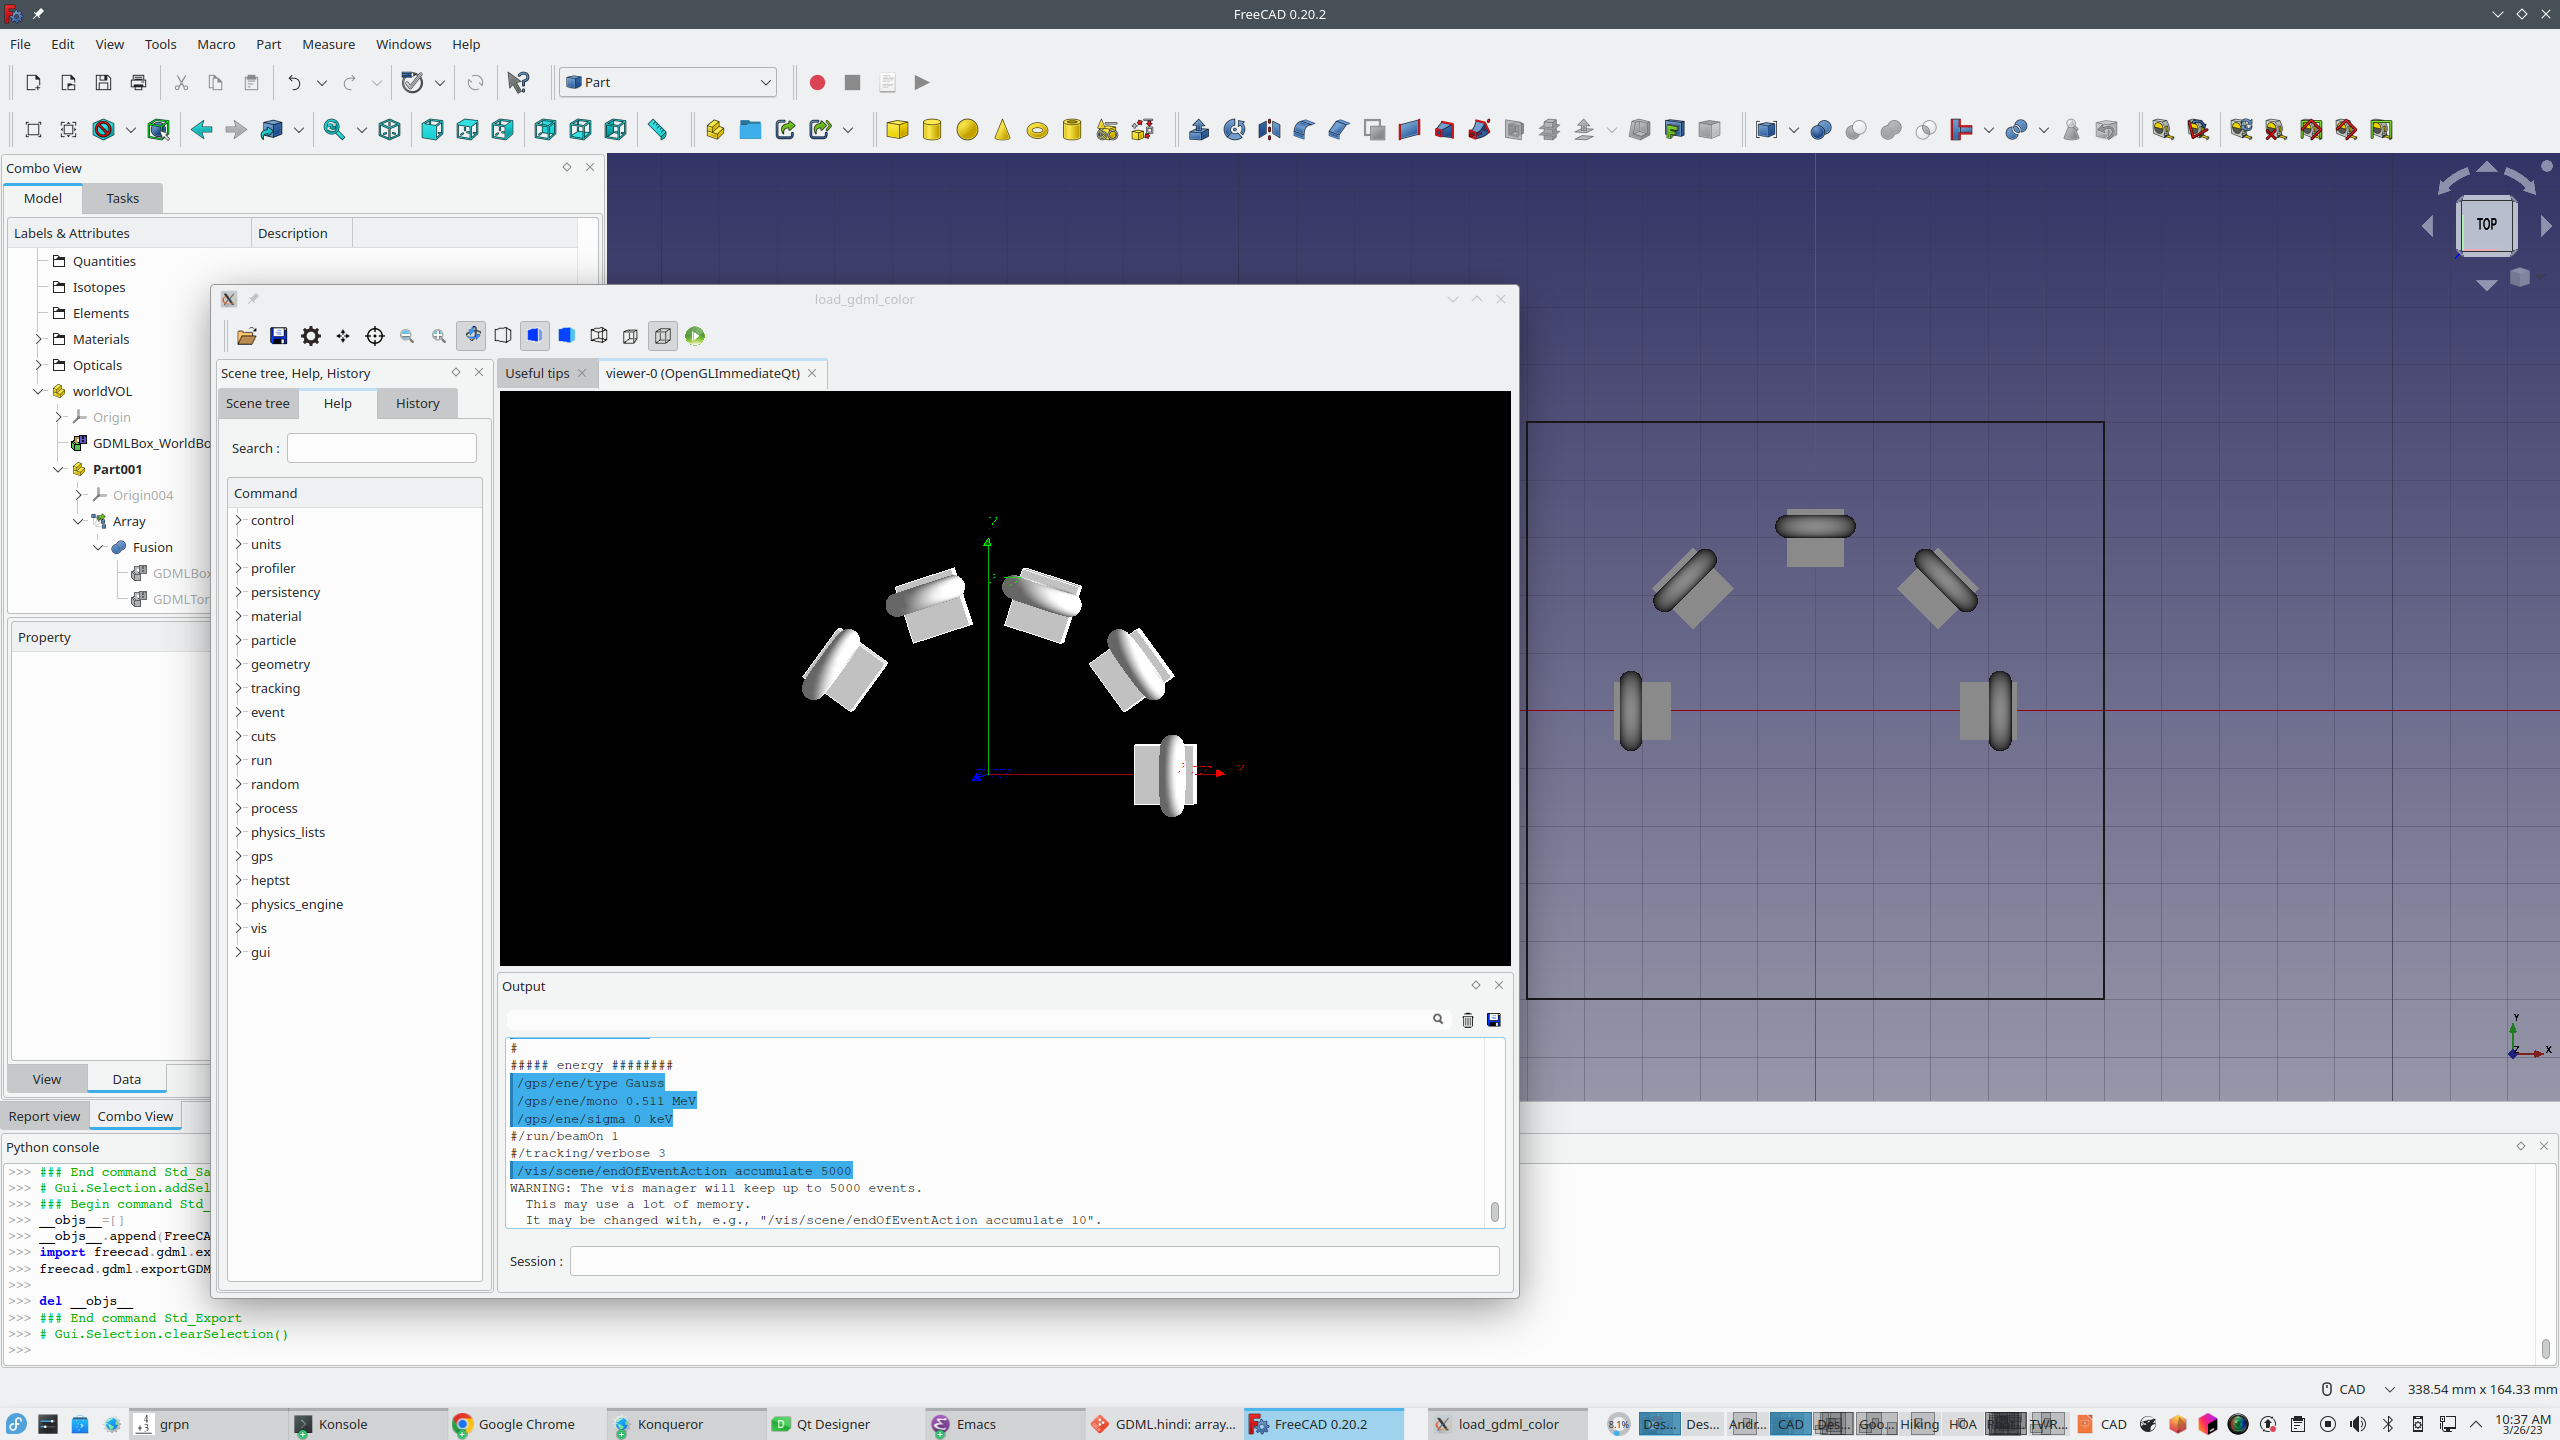 FreeCAD 0.20.2
File Edit View Tools Macro Part Measure Windows Help
Part
Combo View
Model Tasks
Labels & Attributes Description
Quantities
Isotopes
Elements
Materials
Opticals
worldVOL
Origin
GDMLBox_WorldBo
Part001
Origin004
Array
Fusion
GDMLBox
GDMLTor
Property
View Data
Report view Combo View
load_gdml_color
Scene tree, Help, History
Scene tree Help History
Search :
Command
control
units
profiler
persistency
material
particle
geometry
tracking
event
cuts
run
random
process
physics_lists
gps
heptst
physics_engine
vis
gui
Useful tips viewer-0 (OpenGLImmediateQt)
Output
#
##### energy ########
/gps/ene/type Gauss
/gps/ene/mono 0.511 MeV
/gps/ene/sigma 0 keV
#/run/beamOn 1
#/tracking/verbose 3
/vis/scene/endOfEventAction accumulate 5000
WARNING: The vis manager will keep up to 5000 events.
This may use a lot of memory.
It may be changed with, e.g., "/vis/scene/endOfEventAction accumulate 10".
Session :
TOP
Y
Z
X
Python console
>>> ### End command Std_Sa
>>> # Gui.Selection.addSel
>>> ### Begin command Std_
>>> __objs__=[]
>>> __objs__.append(FreeCA
>>> import freecad.gdml.ex
>>> freecad.gdml.exportGDM
>>>
>>> del __objs__
>>> ### End command Std_Export
>>> # Gui.Selection.clearSelection()
>>>
CAD 338.54 mm x 164.33 mm
grpn Konsole Google Chrome Konqueror Qt Designer Emacs GDML.hindi: array... FreeCAD 0.20.2 load_gdml_color 8.1% Des... Des... Andr... CAD Des... Goo... Hiking HOA TV/R... CAD 10:37 AM
3/26/23